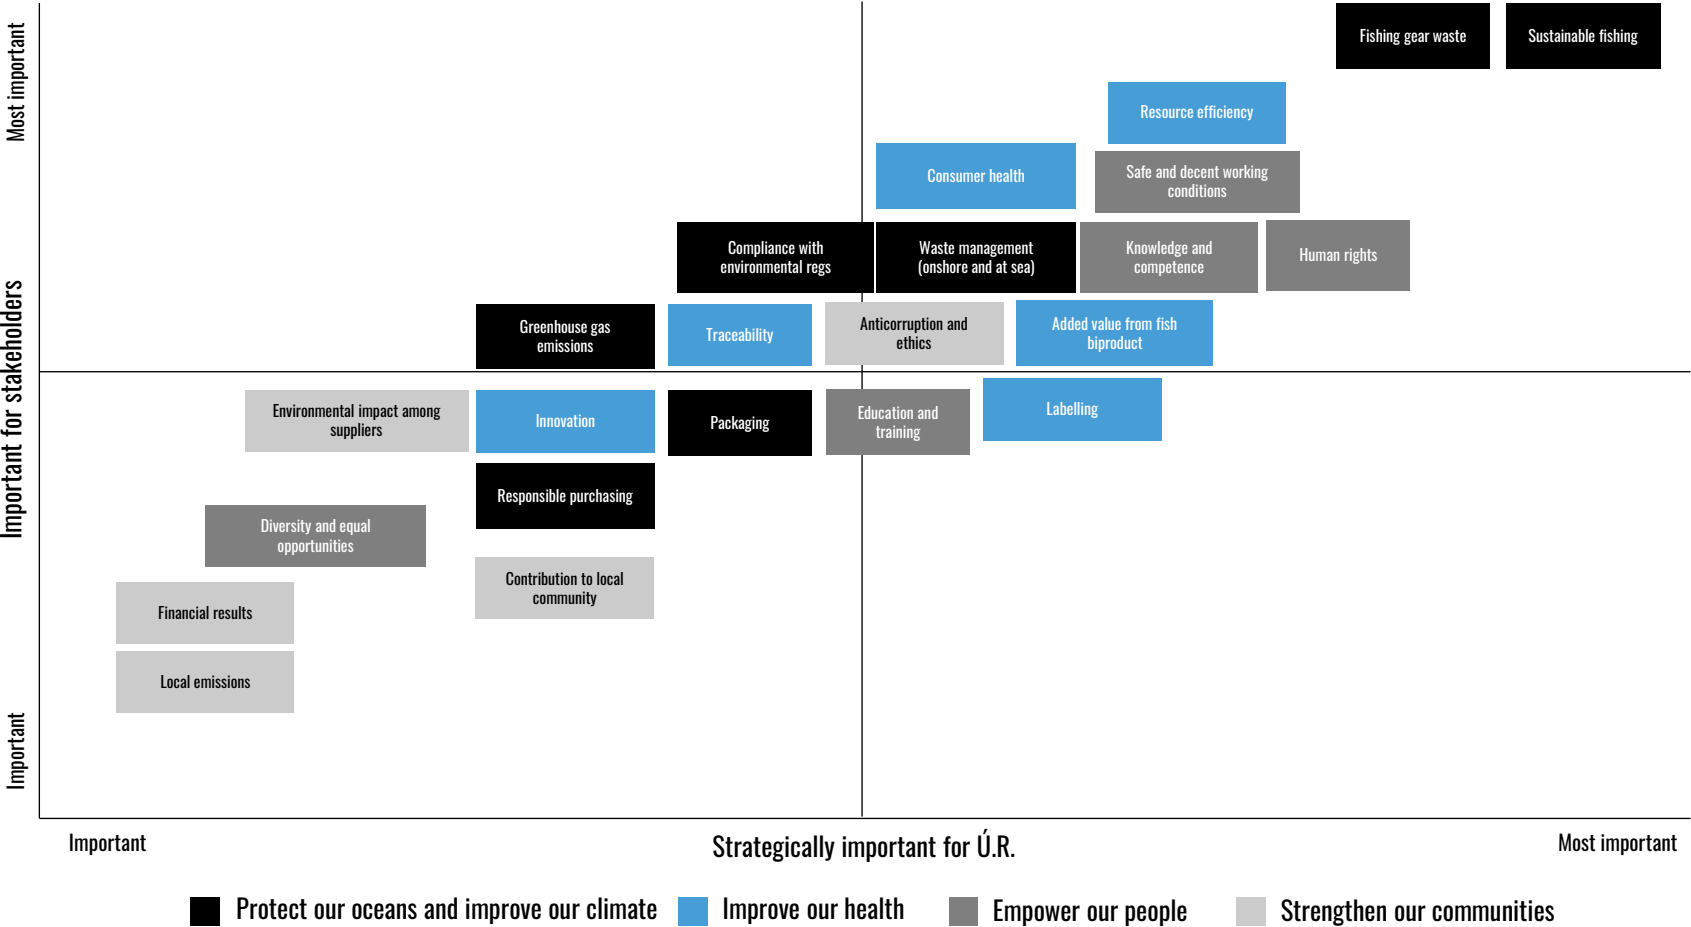 Most important
Important for stakeholders
Important
Fishing gear waste
Sustainable fishing
Resource efficiency
Consumer health
Safe and decent working
conditions
Compliance with
environmental regs
Waste management
(onshore and at sea)
Knowledge and
competence
Human rights
Greenhouse gas
emissions
Traceability
Anticorruption and
ethics
Added value from fish
biproduct
Environmental impact among
suppliers
Innovation
Packaging
Education and
training
Labelling
Responsible purchasing
Diversity and equal
opportunities
Contribution to local
community
Financial results
Local emissions
Important
Strategically important for Ú.R.
Most important
Protect our oceans and improve our climate
Improve our health
Empower our people
Strengthen our communities